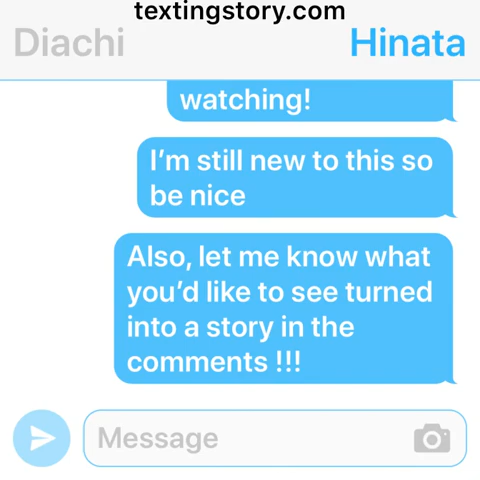 textingstory.com
Diachi Hinata
watching!
I'm still new to this so
be nice
Also, let me know what
you'd like to see turned
into a story in the
comments !!!
Message